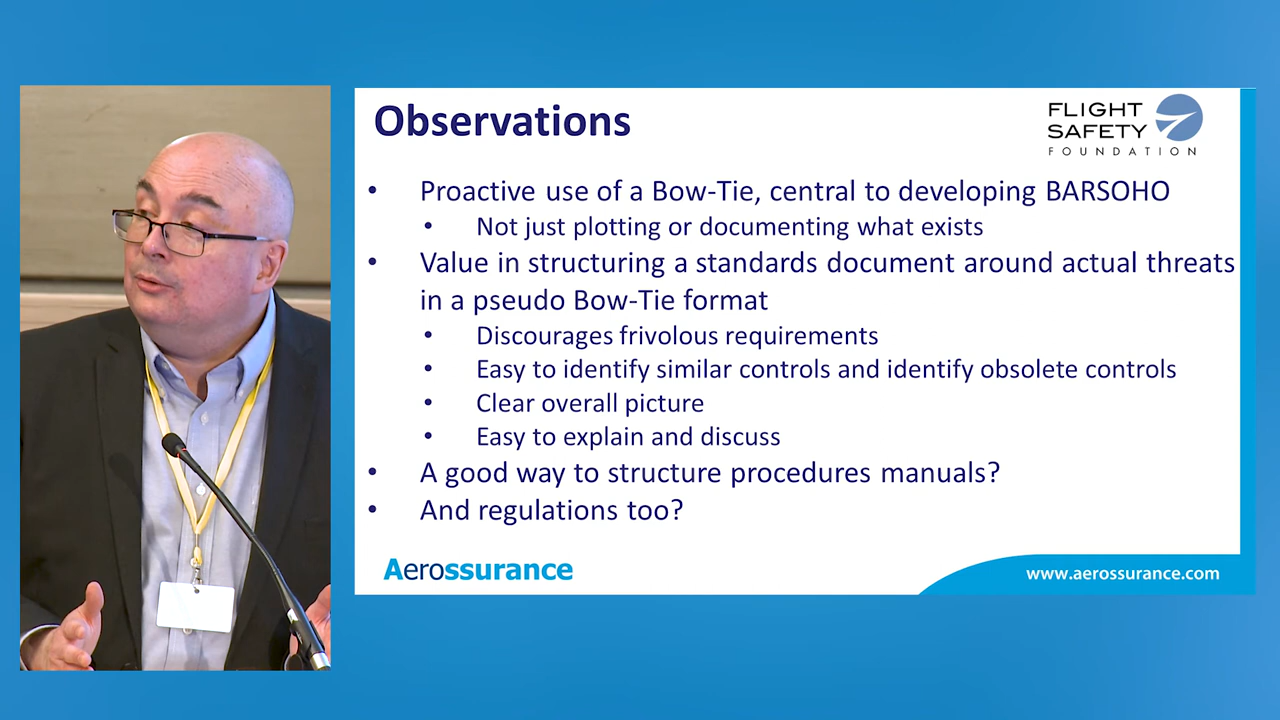 Observations
FLIGHT
SAFETY
FOUNDATION
• Proactive use of a Bow-Tie, central to developing BARSOHO
• Not just plotting or documenting what exists
• Value in structuring a standards document around actual threats
in a pseudo Bow-Tie format
• Discourages frivolous requirements
• Easy to identify similar controls and identify obsolete controls
• Clear overall picture
• Easy to explain and discuss
• A good way to structure procedures manuals?
• And regulations too?
Aerossurance
www.aerossurance.com